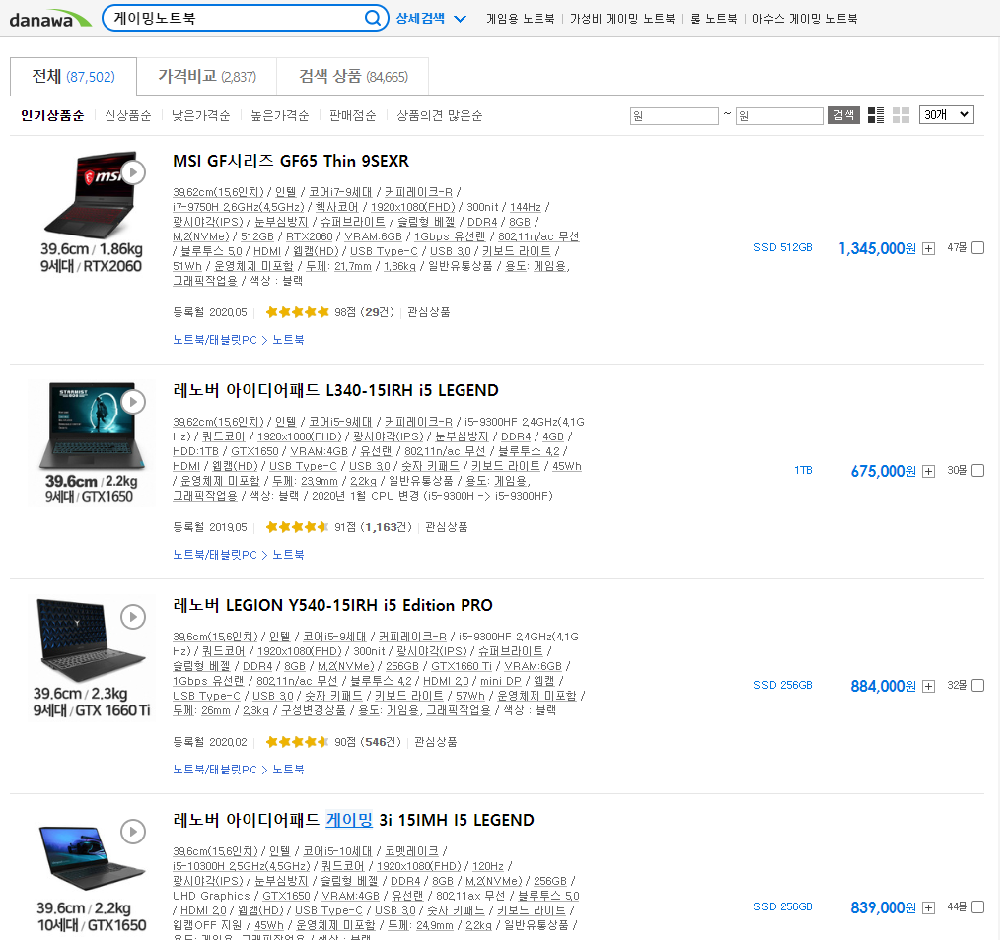 danawa 게이밍노트북 상세검색 게임용 노트북 가성비 게이밍 노트북 롤 노트북 아수스 게이밍 노트북
전체 (87,502) 가격비교 (2,837) 검색 상품 (84,665)
인기상품순 신상품순 낮은가격순 높은가격순 판매점순 상품의견 많은순 원 ~ 원 검색 30개
MSI GF시리즈 GF65 Thin 9SEXR
msi
39.6cm / 1.86kg
9세대 / RTX2060
39.62cm(15.6인치) / 인텔 / 코어i7-9세대 / 커피레이크-R /
i7-9750H 2.6GHz(4.5GHz) / 헥사코어 / 1920x1080(FHD) / 300nit / 144Hz /
광시야각(IPS) / 눈부심방지 / 슈퍼브라이트 / 슬림형 베젤 / DDR4 / 8GB /
M.2(NVMe) / 512GB / RTX2060 / VRAM:6GB / 1Gbps 유선랜 / 802.11n/ac 무선
/ 블루투스 5.0 / HDMI / 웹캠(HD) / USB Type-C / USB 3.0 / 키보드 라이트 /
51Wh / 운영체제 미포함 / 두께: 21.7mm / 1.86kg / 일반유통상품 / 용도: 게임용,
그래픽작업용 / 색상 : 블랙
SSD 512GB 1,345,000원 47몰
등록월 2020.05 98점 (29건) 관심상품
노트북/태블릿PC > 노트북
레노버 아이디어패드 L340-15IRH i5 LEGEND
39.6cm / 2.2kg
9세대 / GTX1650
39.62cm(15.6인치) / 인텔 / 코어i5-9세대 / 커피레이크-R / i5-9300HF 2.4GHz(4.1G
Hz) / 쿼드코어 / 1920x1080(FHD) / 광시야각(IPS) / 눈부심방지 / DDR4 / 4GB /
HDD:1TB / GTX1650 / VRAM:4GB / 유선랜 / 802.11n/ac 무선 / 블루투스 4.2 /
HDMI / 웹캠(HD) / USB Type-C / USB 3.0 / 숫자 키패드 / 키보드 라이트 / 45Wh
/ 운영체제 미포함 / 두께: 23.9mm / 2.2kg / 일반유통상품 / 용도: 게임용,
그래픽작업용 / 색상: 블랙 / 2020년 1월 CPU 변경 (i5-9300H -> i5-9300HF)
1TB 675,000원 30몰
등록월 2019.05 91점 (1,163건) 관심상품
노트북/태블릿PC > 노트북
레노버 LEGION Y540-15IRH i5 Edition PRO
39.6cm / 2.3kg
9세대 / GTX 1660 Ti
39.6cm(15.6인치) / 인텔 / 코어i5-9세대 / 커피레이크-R / i5-9300HF 2.4GHz(4.1G
Hz) / 쿼드코어 / 1920x1080(FHD) / 300nit / 광시야각(IPS) / 슈퍼브라이트 /
슬림형 베젤 / DDR4 / 8GB / M.2(NVMe) / 256GB / GTX1660 Ti / VRAM:6GB /
1Gbps 유선랜 / 802.11n/ac 무선 / 블루투스 4.2 / HDMI 2.0 / mini DP / 웹캠 /
USB Type-C / USB 3.0 / 숫자 키패드 / 키보드 라이트 / 57Wh / 운영체제 미포함 /
두께: 26mm / 2.3kg / 구성변경상품 / 용도: 게임용, 그래픽작업용 / 색상 : 블랙
SSD 256GB 884,000원 32몰
등록월 2020.02 90점 (546건) 관심상품
노트북/태블릿PC > 노트북
레노버 아이디어패드 게이밍 3i 15IMH I5 LEGEND
39.6cm / 2.2kg
10세대 / GTX1650
39.6cm(15.6인치) / 인텔 / 코어i5-10세대 / 코멧레이크 /
i5-10300H 2.5GHz(4.5GHz) / 쿼드코어 / 1920x1080(FHD) / 120Hz /
광시야각(IPS) / 눈부심방지 / 슬림형 베젤 / DDR4 / 8GB / M.2(NVMe) / 256GB /
UHD Graphics / GTX1650 / VRAM:4GB / 유선랜 / 802.11ax 무선 / 블루투스 5.0
/ HDMI 2.0 / 웹캠(HD) / USB Type-C / USB 3.0 / 숫자 키패드 / 키보드 라이트 /
웹캠OFF 지원 / 45Wh / 운영체제 미포함 / 두께: 24.9mm / 2.2kg / 일반유통상품 /
용도: 게임용, 그래픽작업용 / 색상 : 블랙
SSD 256GB 839,000원 44몰